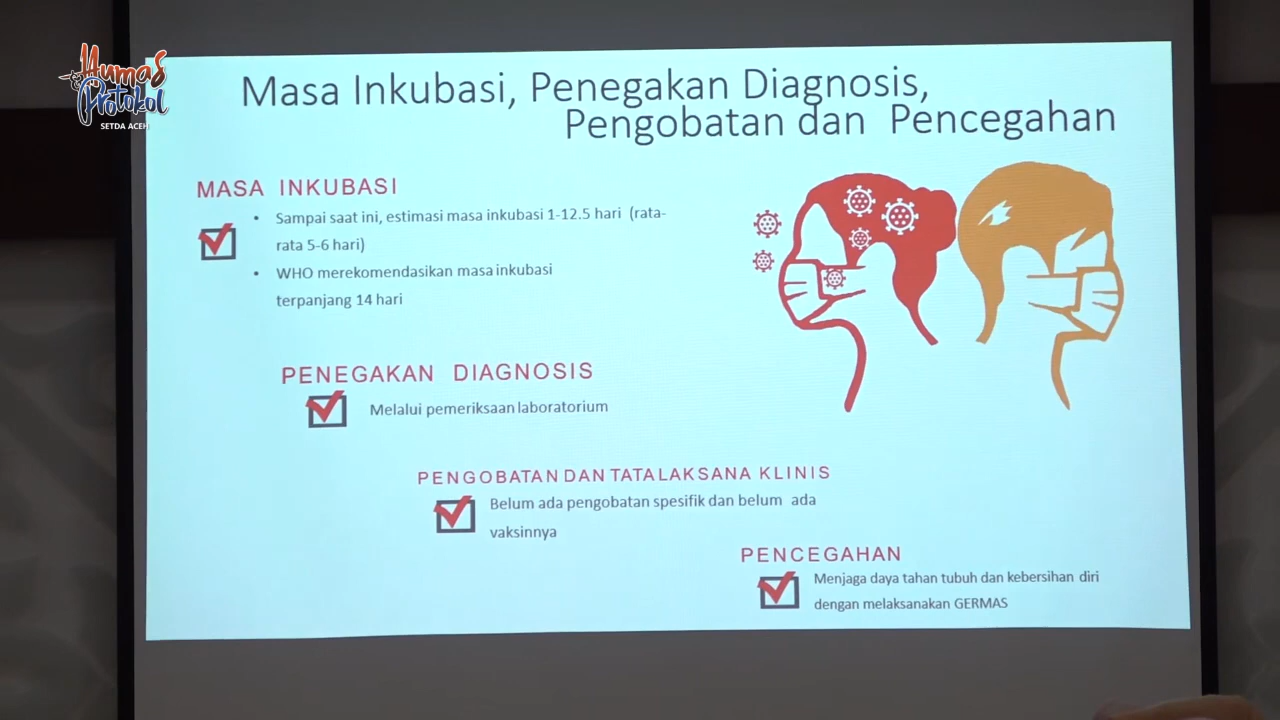 Humas
& Protokol
SETDA ACEH
Masa Inkubasi, Penegakan Diagnosis,
Pengobatan dan Pencegahan
MASA INKUBASI
• Sampai saat ini, estimasi masa inkubasi 1-12.5 hari (rata-
rata 5-6 hari)
• WHO merekomendasikan masa inkubasi
terpanjang 14 hari
PENEGAKAN DIAGNOSIS
Melalui pemeriksaan laboratorium
PENGOBATAN DAN TATALAKSANA KLINIS
Belum ada pengobatan spesifik dan belum ada
vaksinnya
PENCEGAHAN
Menjaga daya tahan tubuh dan kebersihan diri
dengan melaksanakan GERMAS